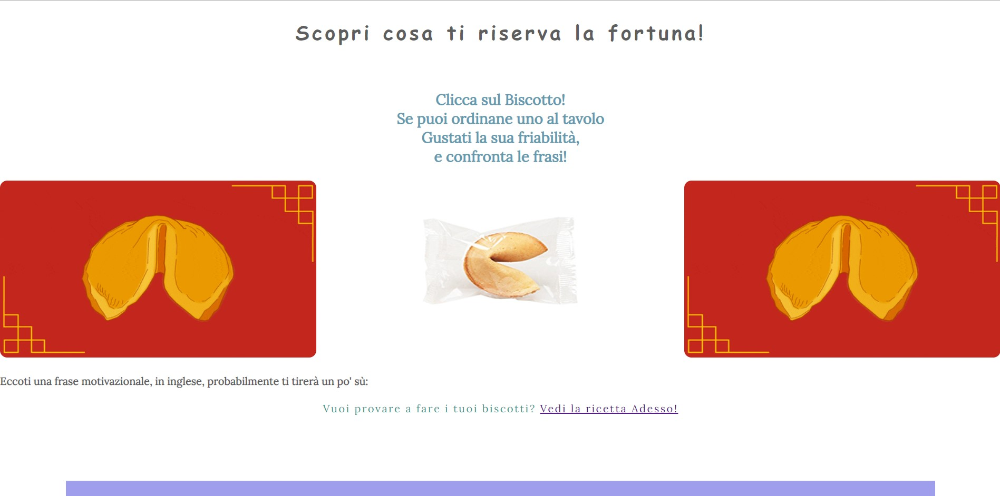 Scopri cosa ti riserva la fortuna!
Clicca sul Biscotto!
Se puoi ordinane uno al tavolo
Gustati la sua friabilità,
e confronta le frasi!
Eccoti una frase motivazionale, in inglese, probabilmente ti tirerà un po' sù:
Vuoi provare a fare i tuoi biscotti? Vedi la ricetta Adesso!